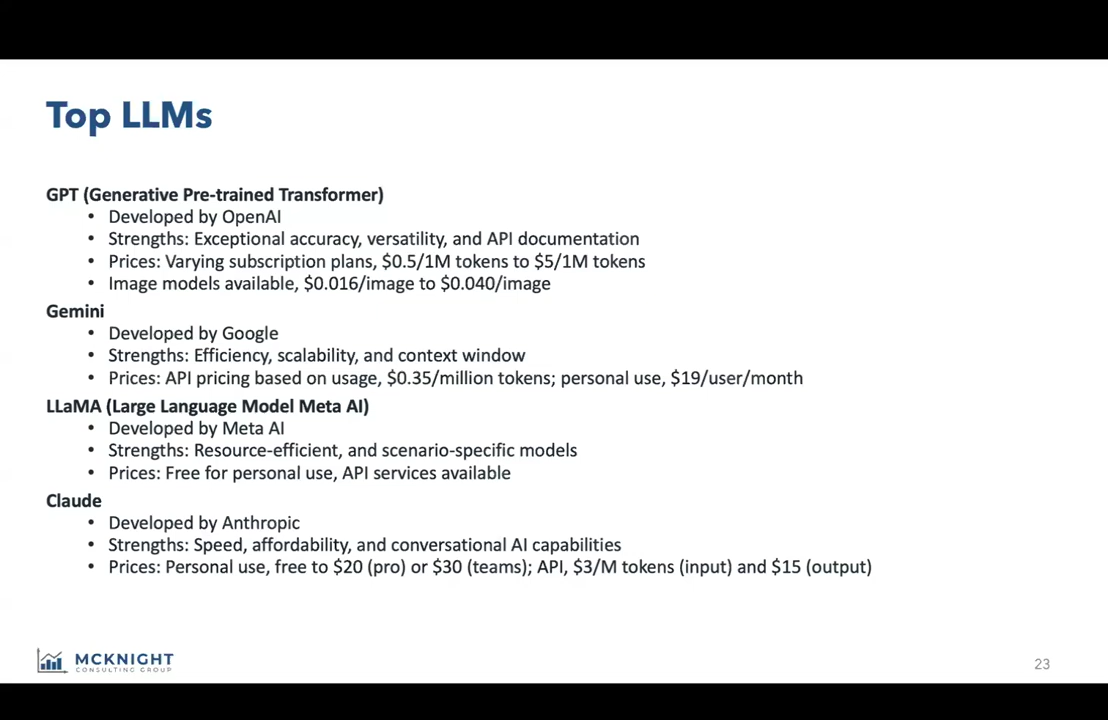 Top LLMs
GPT (Generative Pre-trained Transformer)
• Developed by OpenAI
• Strengths: Exceptional accuracy, versatility, and API documentation
• Prices: Varying subscription plans, $0.5/1M tokens to $5/1M tokens
• Image models available, $0.016/image to $0.040/image
Gemini
• Developed by Google
• Strengths: Efficiency, scalability, and context window
• Prices: API pricing based on usage, $0.35/million tokens; personal use, $19/user/month
LLaMA (Large Language Model Meta AI)
• Developed by Meta AI
• Strengths: Resource-efficient, and scenario-specific models
• Prices: Free for personal use, API services available
Claude
• Developed by Anthropic
• Strengths: Speed, affordability, and conversational AI capabilities
• Prices: Personal use, free to $20 (pro) or $30 (teams); API, $3/M tokens (input) and $15 (output)
MCKNIGHT
CONSULTING GROUP
23